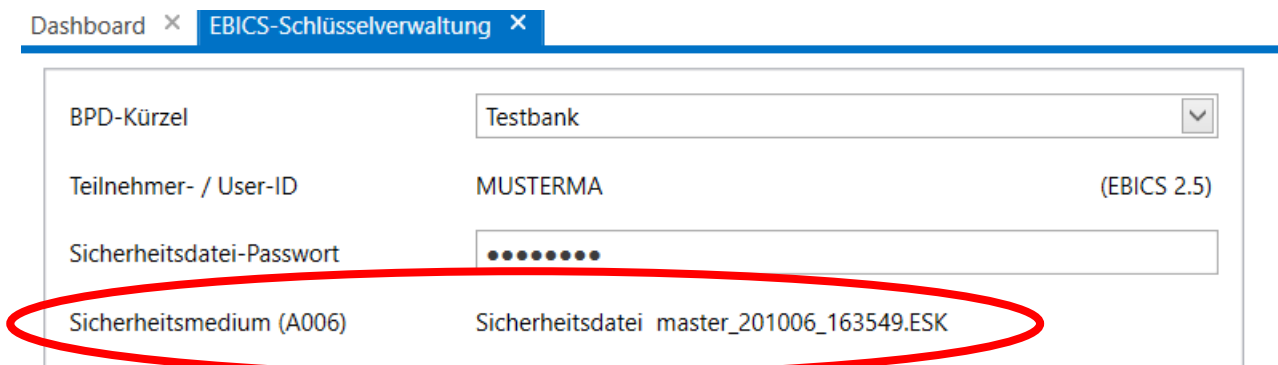 Dashboard × EBICS-Schlüsselverwaltung ×
BPD-Kürzel Testbank
Teilnehmer- / User-ID MUSTERMA (EBICS 2.5)
Sicherheitsdatei-Passwort ●●●●●●●●
Sicherheitsmedium (A006) Sicherheitsdatei master_201006_163549.ESK